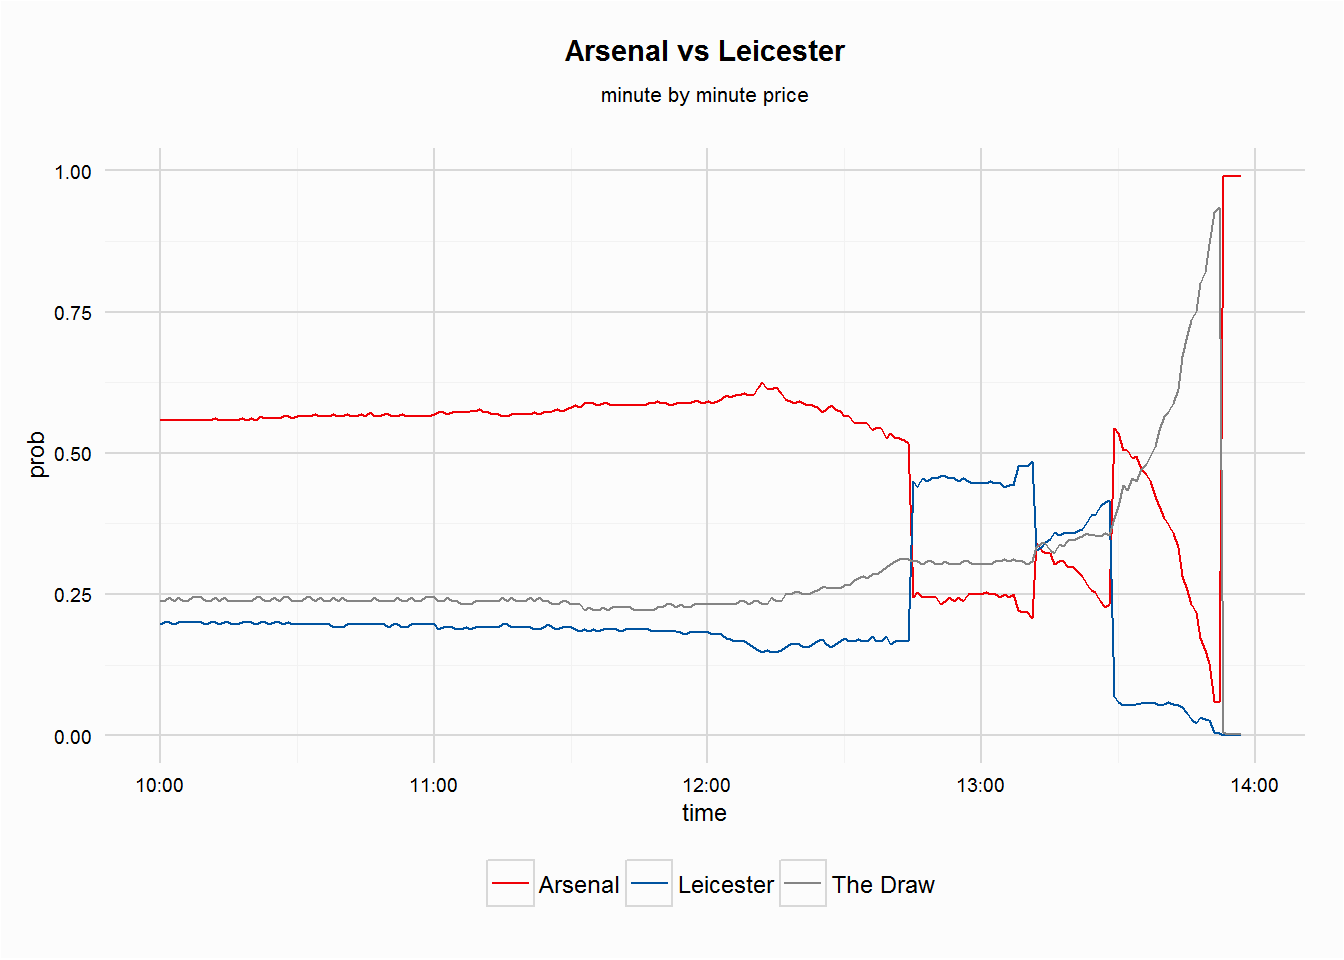 Arsenal vs Leicester
minute by minute price
1.00
0.75
0.50
0.25
0.00
prob
10:00 11:00 12:00 13:00 14:00
time
Arsenal Leicester The Draw